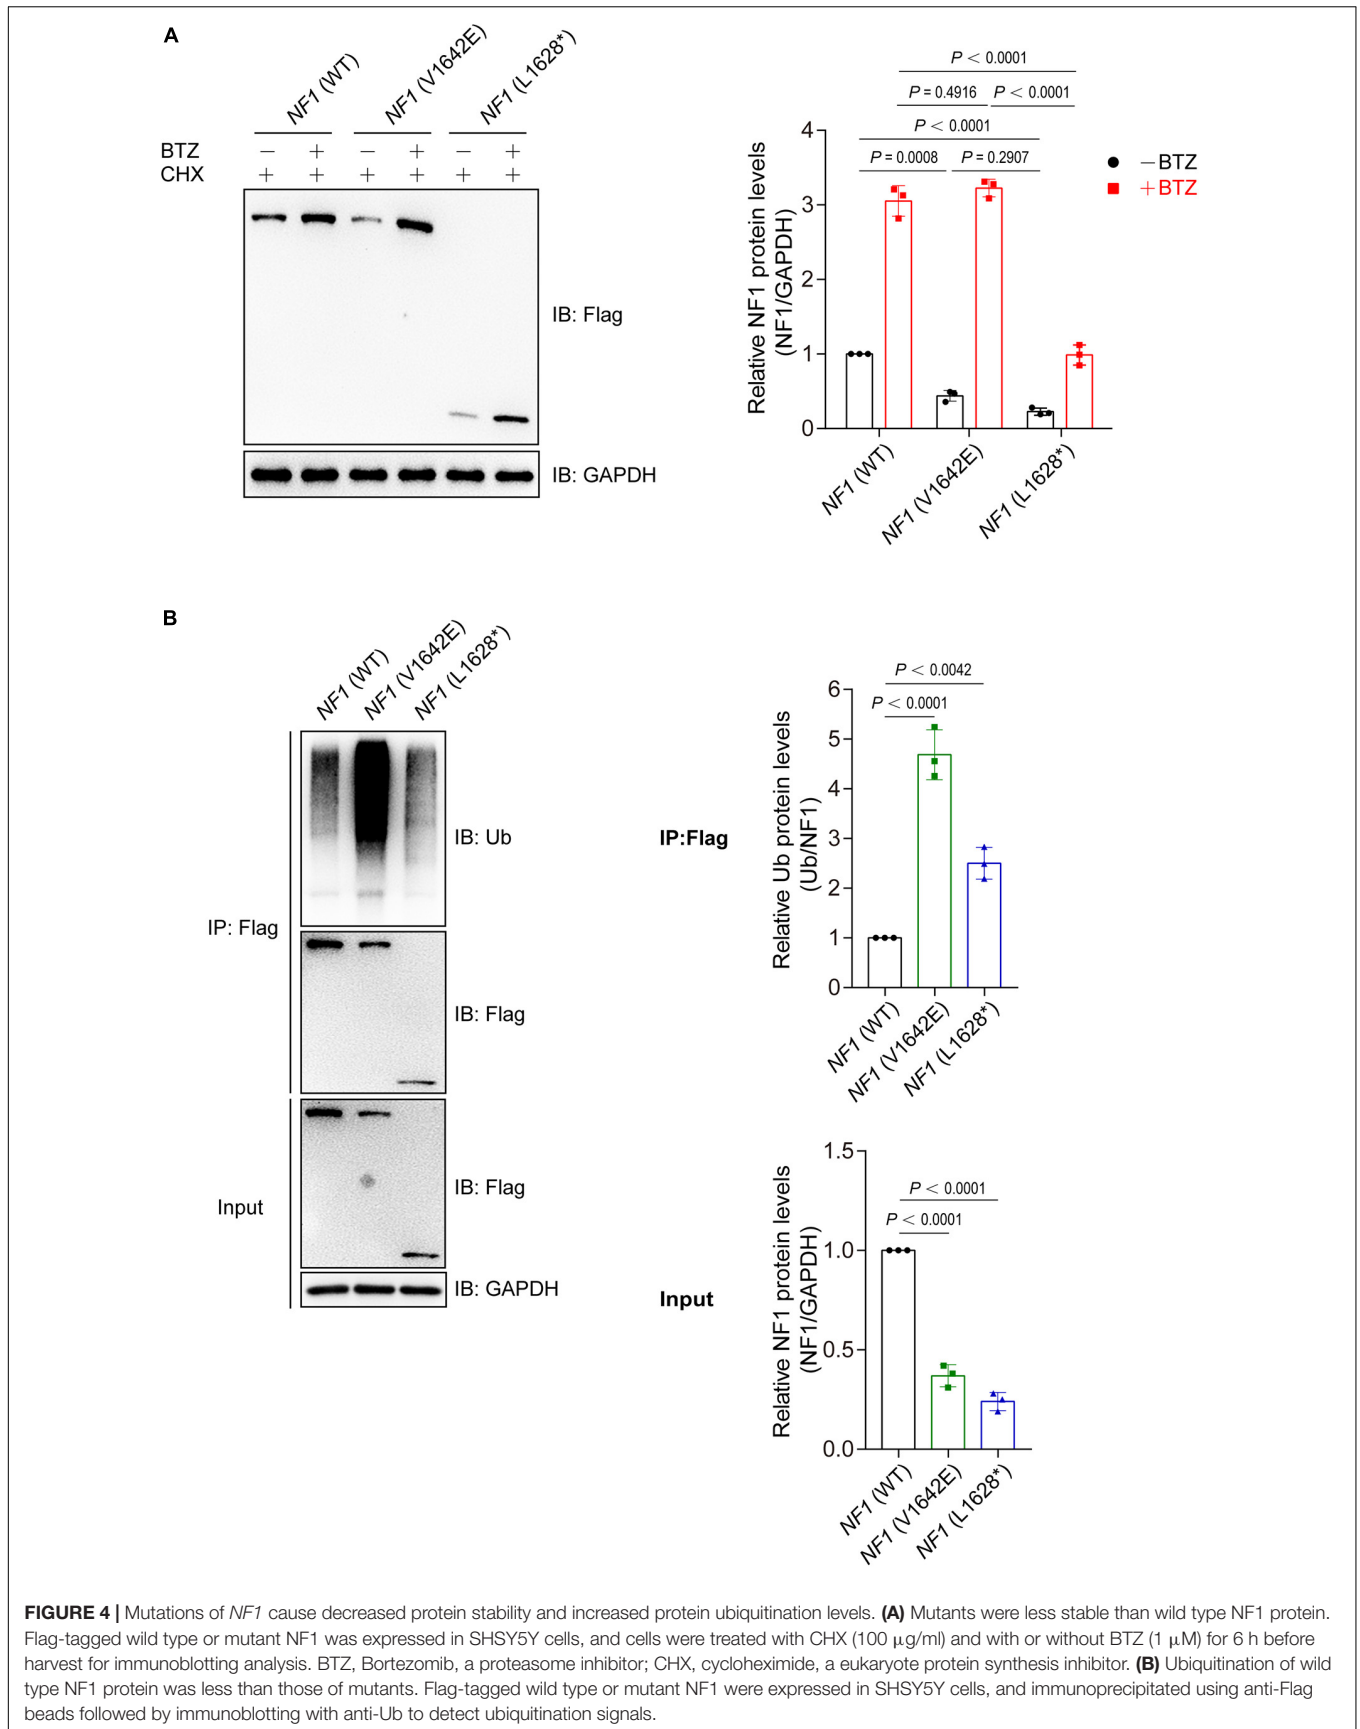 A
NF1 (WT)
NF1 (V1642E)
NF1 (L1628*)
BTZ − + − + − +
CHX + + + + + +
IB: Flag
IB: GAPDH
P < 0.0001
P = 0.4916 P < 0.0001
P < 0.0001
P = 0.0008 P = 0.2907
−BTZ
+BTZ
Relative NF1 protein levels
(NF1/GAPDH)
4
3
2
1
0
NF1 (WT)
NF1 (V1642E)
NF1 (L1628*)
B
NF1 (WT)
NF1 (V1642E)
NF1 (L1628*)
IP: Flag
IB: Ub
IB: Flag
Input
IB: Flag
IB: GAPDH
IP:Flag
P < 0.0042
P < 0.0001
Relative Ub protein levels
(Ub/NF1)
6
5
4
3
2
1
0
NF1 (WT)
NF1 (V1642E)
NF1 (L1628*)
Input
P < 0.0001
P < 0.0001
Relative NF1 protein levels
(NF1/GAPDH)
1.5
1.0
0.5
0.0
NF1 (WT)
NF1 (V1642E)
NF1 (L1628*)
FIGURE 4 | Mutations of NF1 cause decreased protein stability and increased protein ubiquitination levels. (A) Mutants were less stable than wild type NF1 protein.
Flag-tagged wild type or mutant NF1 was expressed in SHSY5Y cells, and cells were treated with CHX (100 μg/ml) and with or without BTZ (1 μM) for 6 h before
harvest for immunoblotting analysis. BTZ, Bortezomib, a proteasome inhibitor; CHX, cycloheximide, a eukaryote protein synthesis inhibitor. (B) Ubiquitination of wild
type NF1 protein was less than those of mutants. Flag-tagged wild type or mutant NF1 were expressed in SHSY5Y cells, and immunoprecipitated using anti-Flag
beads followed by immunoblotting with anti-Ub to detect ubiquitination signals.